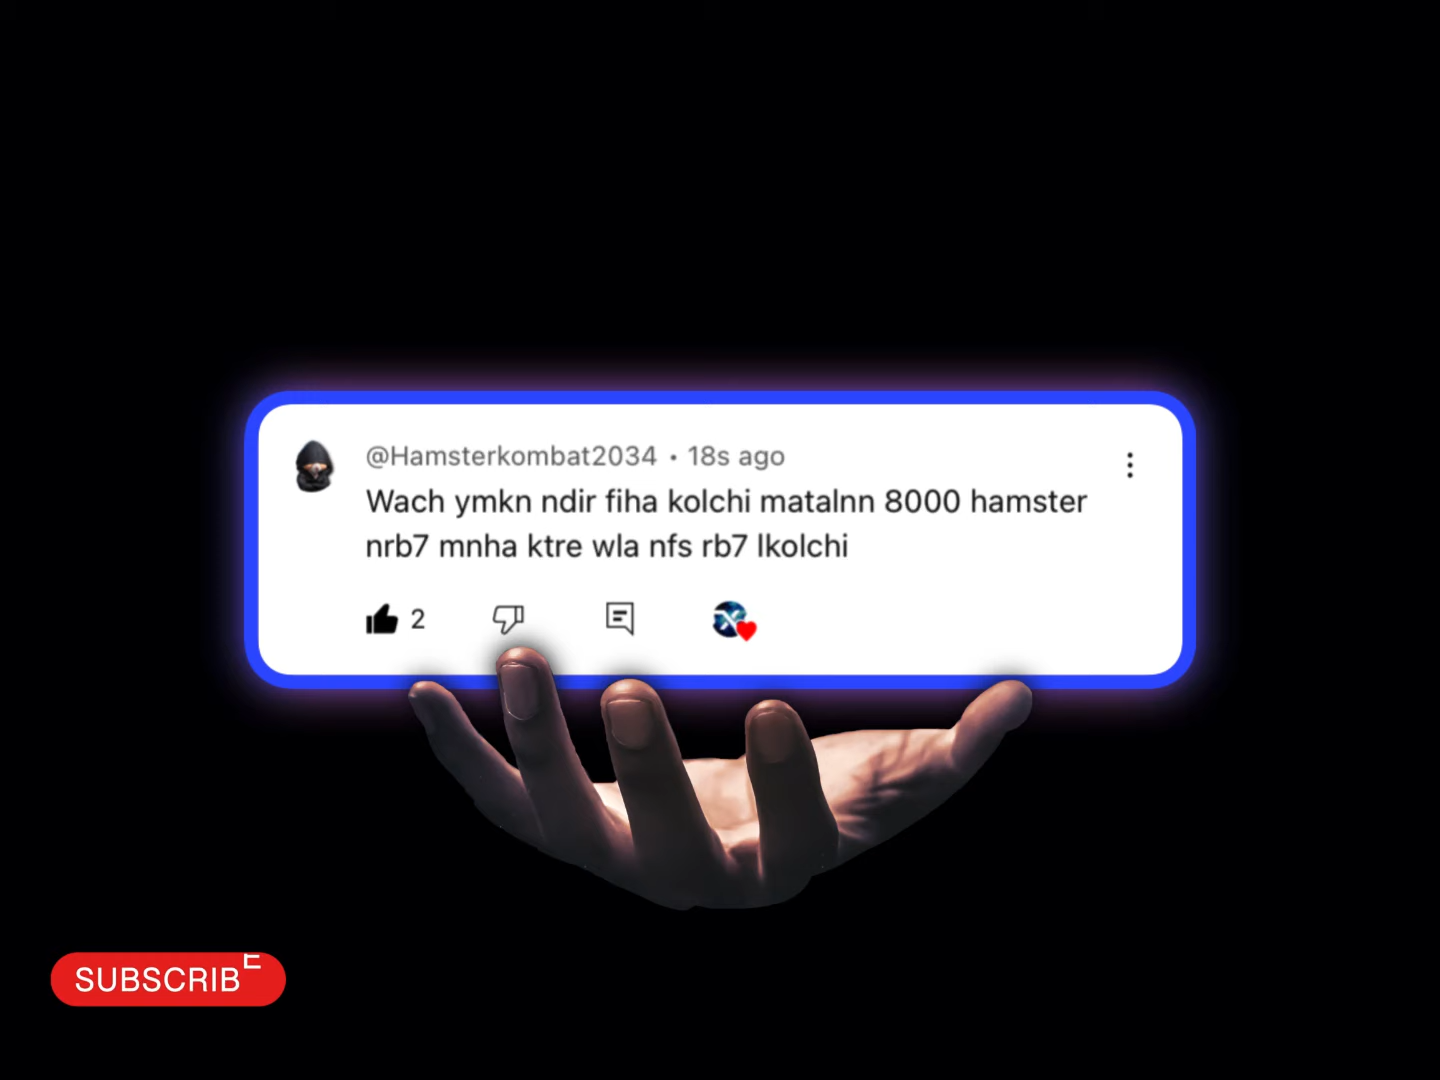 @Hamsterkombat2034 • 18s ago
Wach ymkn ndir fiha kolchi matalnn 8000 hamster
nrb7 mnha ktre wla nfs rb7 lkolchi
2
SUBSCRIBE